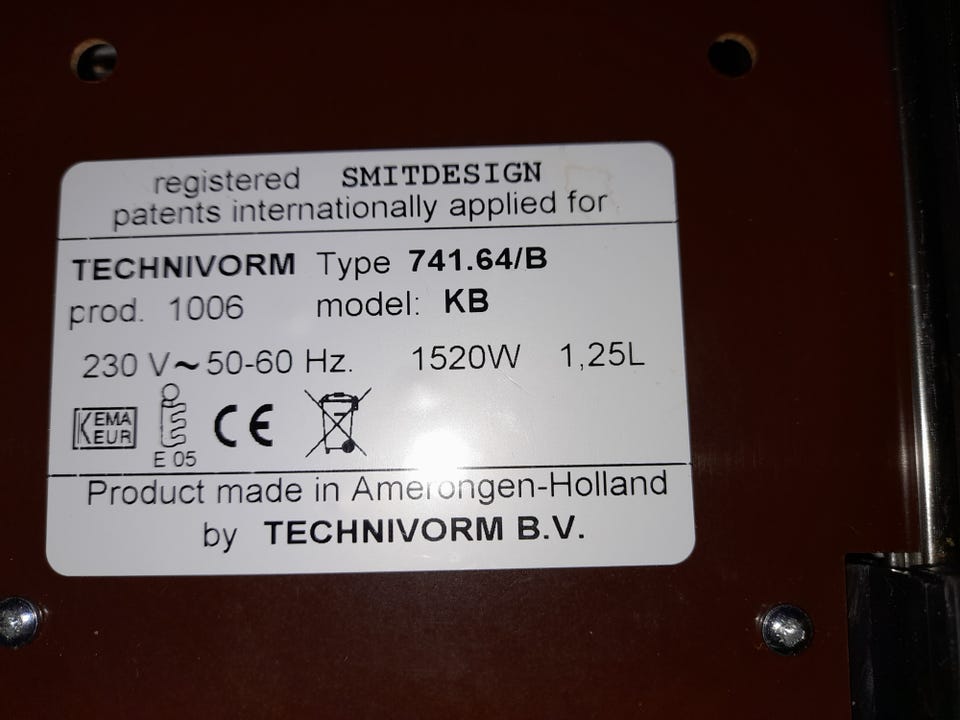 registered SMITDESIGN
patents internationally applied for
TECHNIVORM Type 741.64/B
prod. 1006 model: KB
230 V~50-60 Hz. 1520W 1,25L
KEMA
EUR
E 05
CE
Product made in Amerongen-Holland
by TECHNIVORM B.V.